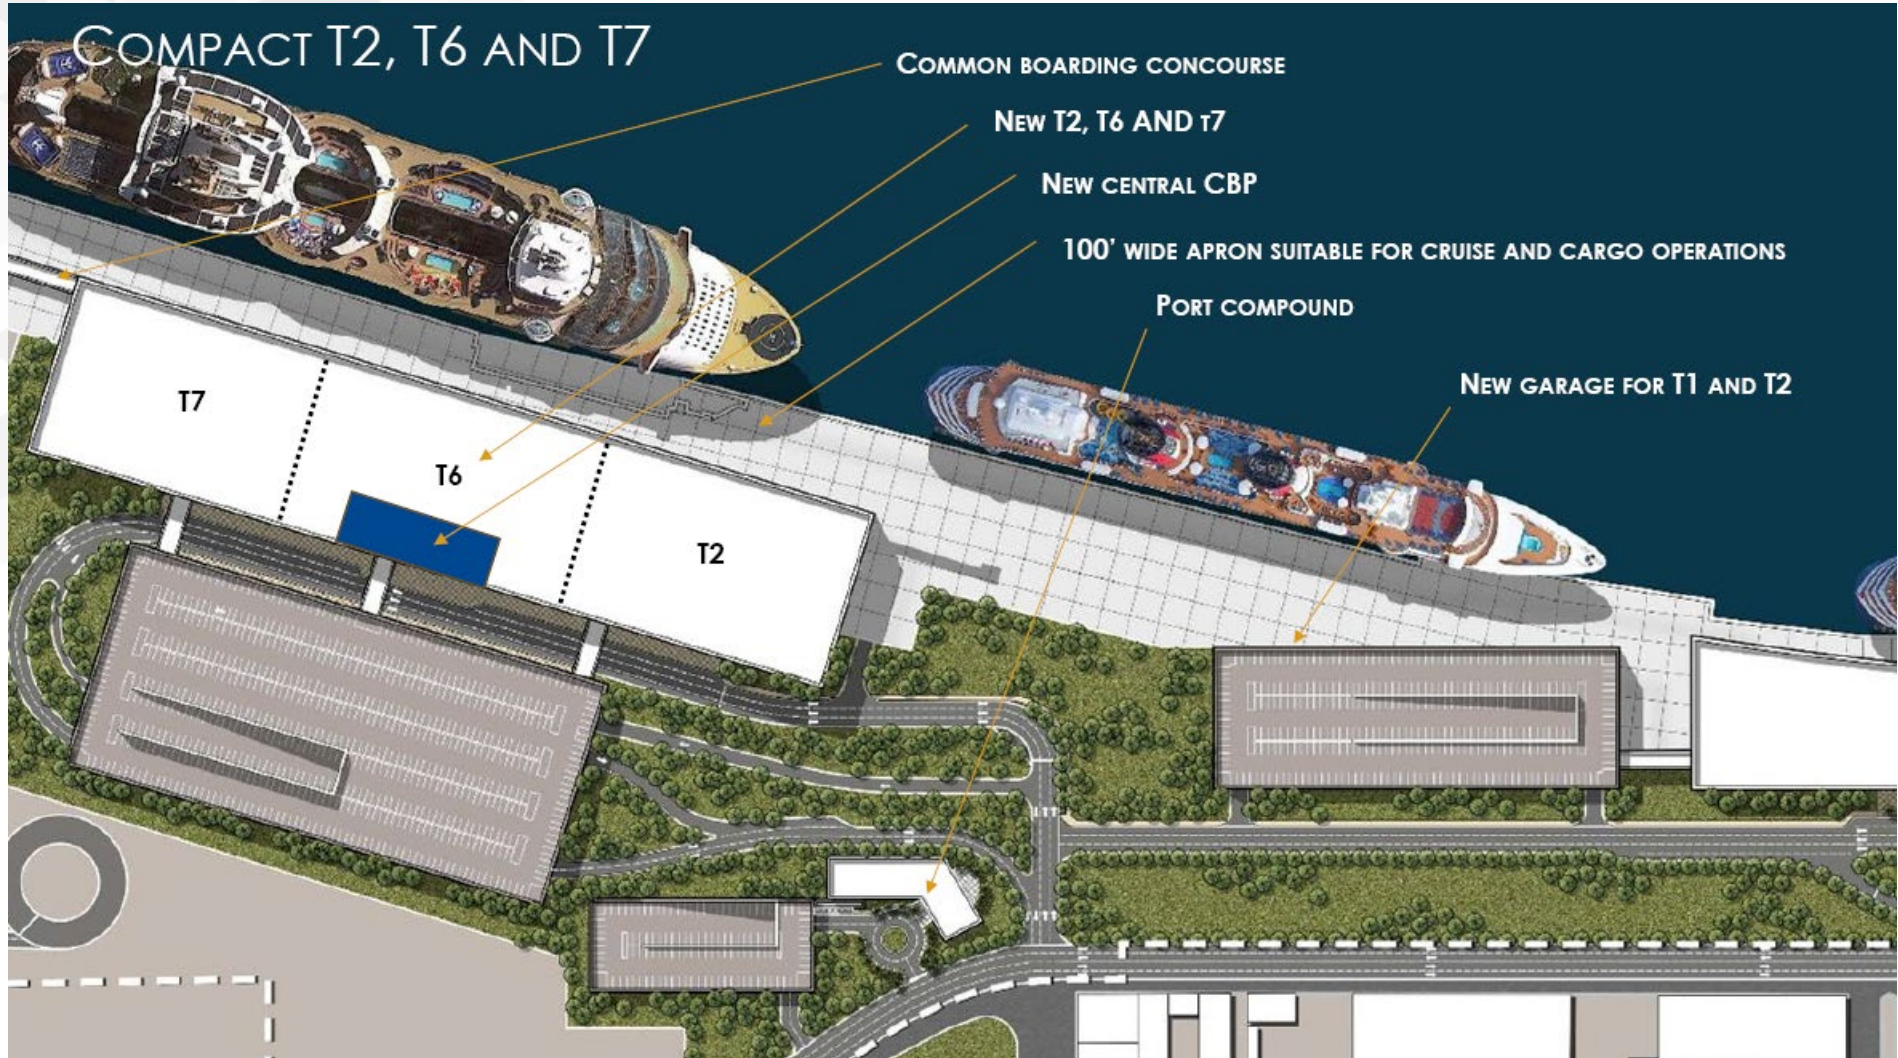 COMPACT T2, T6 AND T7
COMMON BOARDING CONCOURSE
NEW T2, T6 AND T7
NEW CENTRAL CBP
100' WIDE APRON SUITABLE FOR CRUISE AND CARGO OPERATIONS
PORT COMPOUND
NEW GARAGE FOR T1 AND T2
T7
T6
T2